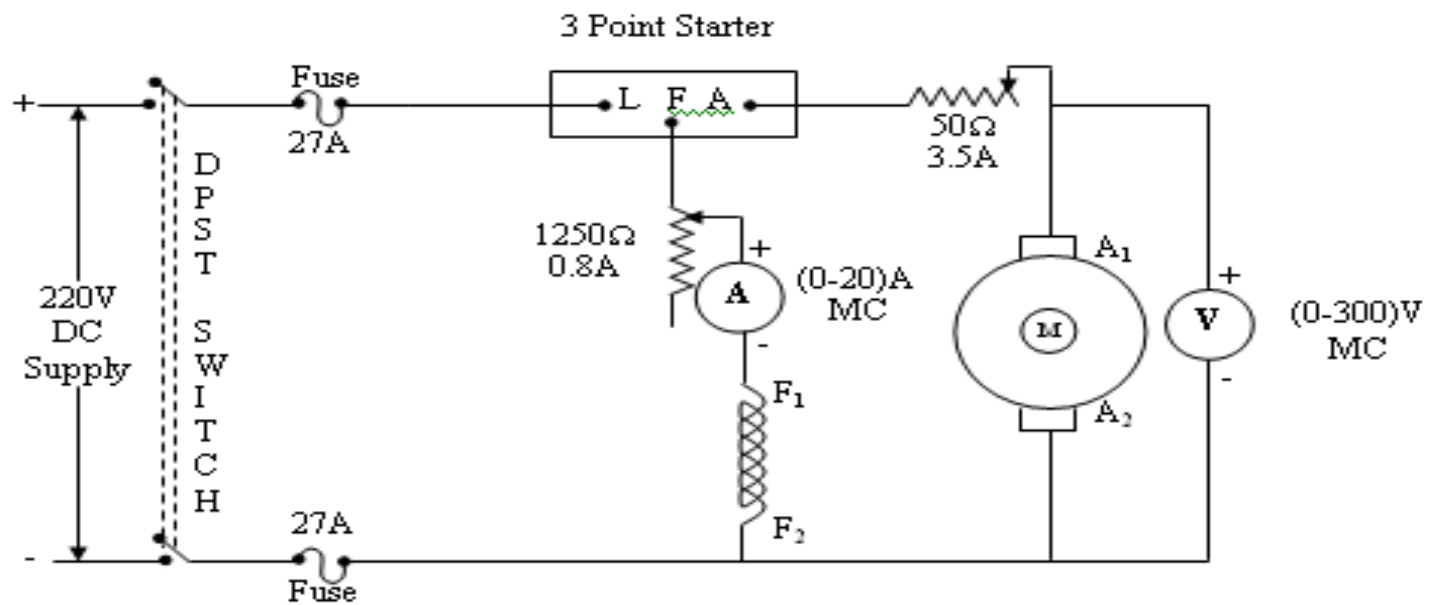 3 Point Starter
Fuse
27A
+
L F A
50Ω
3.5A
D
P
S
T
S
W
I
T
C
H
220V
DC
Supply
1250Ω
0.8A
+
A
-
(0-20)A
MC
A₁
M
A₂
+
V
-
(0-300)V
MC
F₁
F₂
-
27A
Fuse